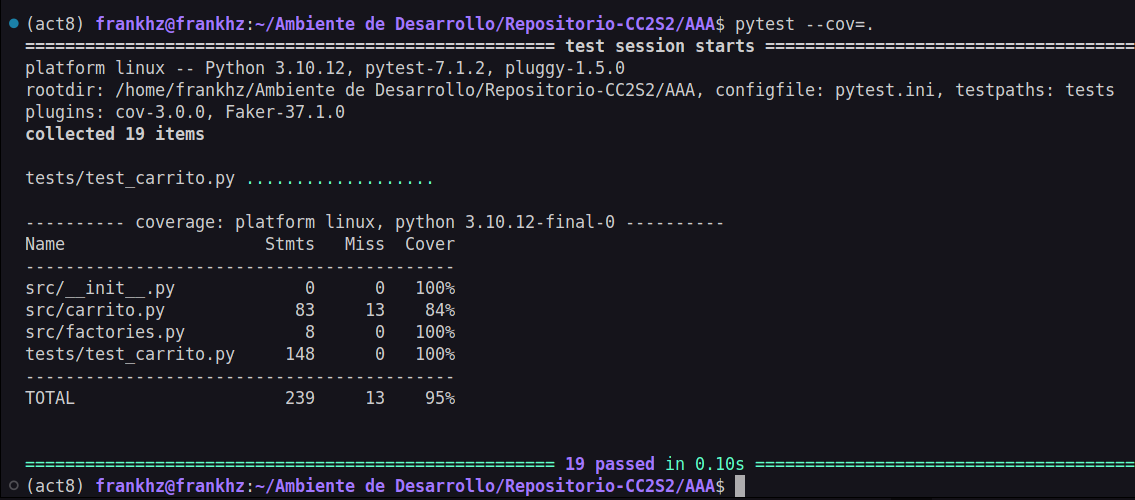 (act8) frankhz@frankhz:~/Ambiente de Desarrollo/Repositorio-CC2S2/AAA$ pytest --cov=.
===================================================== test session starts =====================================
platform linux -- Python 3.10.12, pytest-7.1.2, pluggy-1.5.0
rootdir: /home/frankhz/Ambiente de Desarrollo/Repositorio-CC2S2/AAA, configfile: pytest.ini, testpaths: tests
plugins: cov-3.0.0, Faker-37.1.0
collected 19 items
tests/test_carrito.py ...................
---------- coverage: platform linux, python 3.10.12-final-0 ----------
Name                    Stmts   Miss  Cover
-------------------------------------------
src/__init__.py             0      0   100%
src/carrito.py             83     13    84%
src/factories.py            8      0   100%
tests/test_carrito.py     148      0   100%
-------------------------------------------
TOTAL                     239     13    95%
===================================================== 19 passed in 0.10s ======================================
(act8) frankhz@frankhz:~/Ambiente de Desarrollo/Repositorio-CC2S2/AAA$